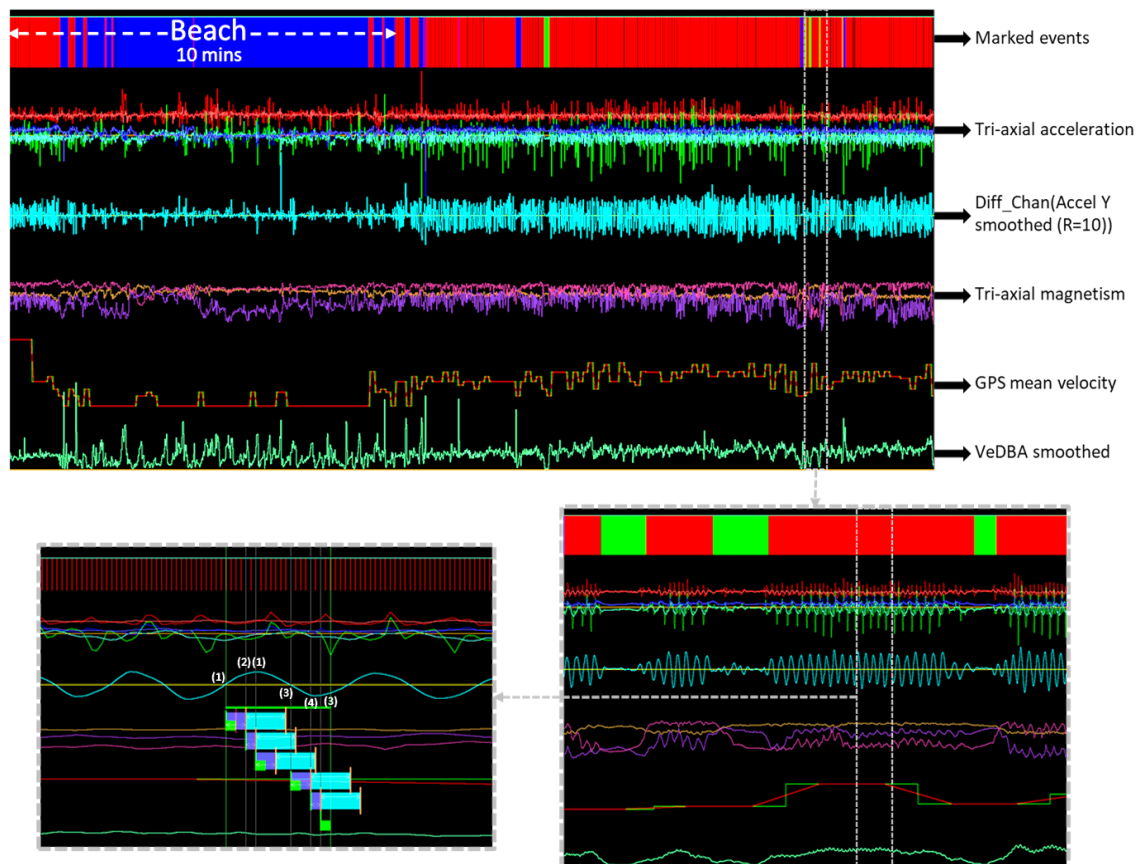 Beach
10 mins
Marked events
Tri-axial acceleration
Diff_Chan(Accel Y
smoothed (R=10))
Tri-axial magnetism
GPS mean velocity
VeDBA smoothed
(2) (1)
(1)
(3)
(4) (3)